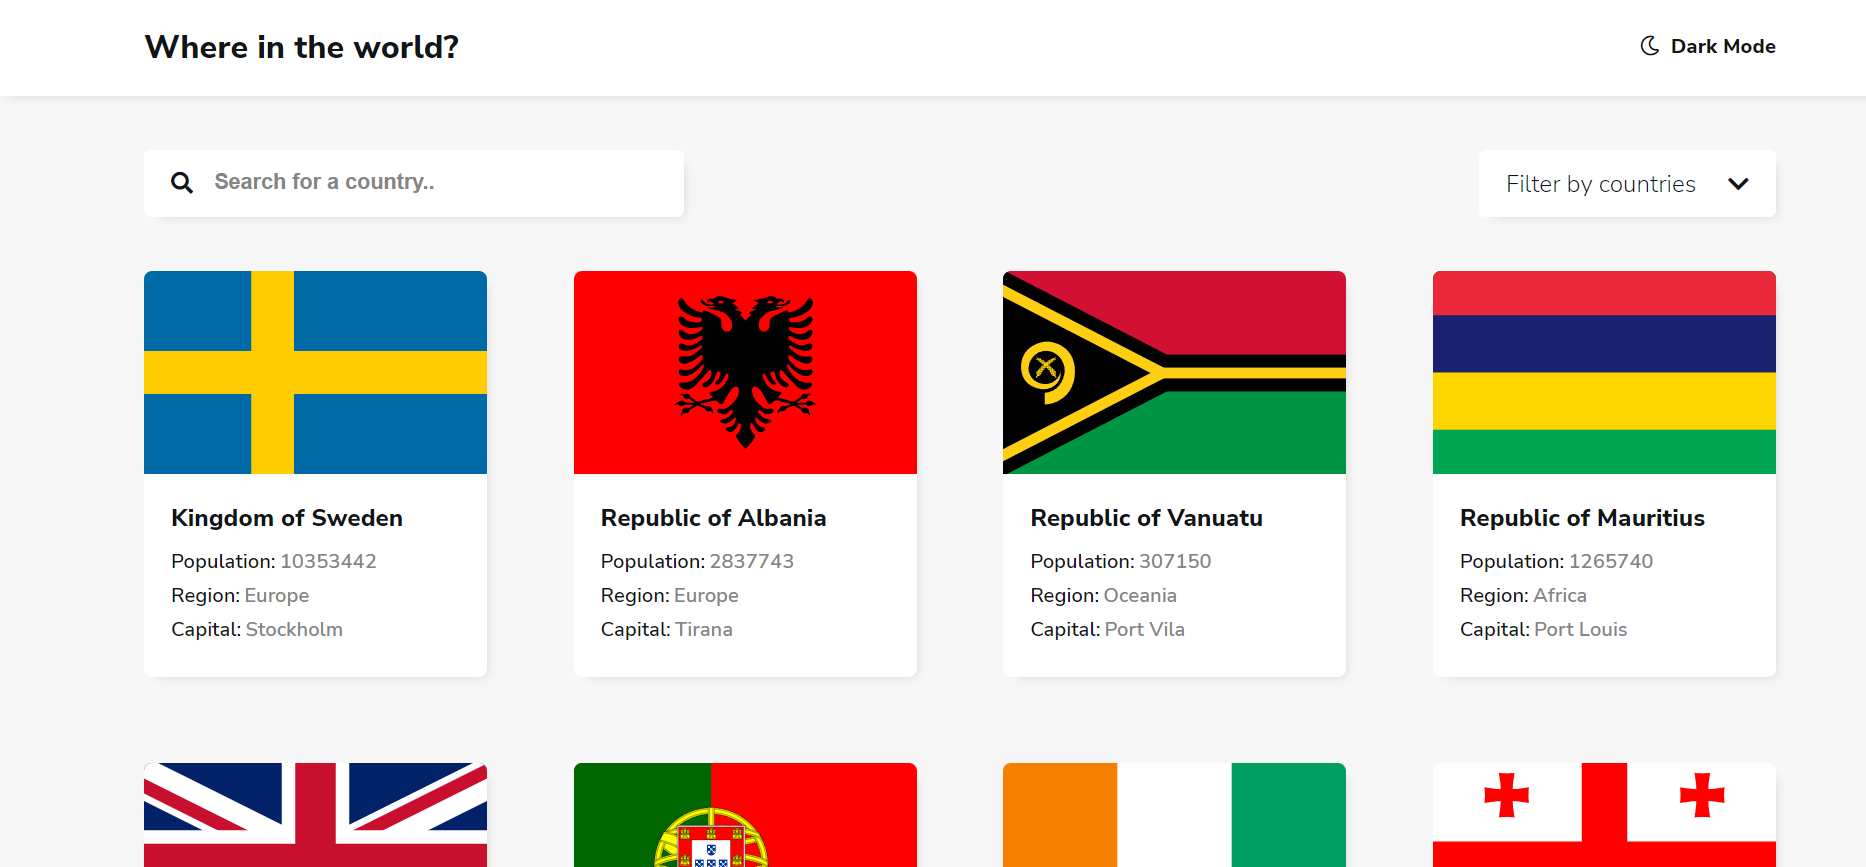 Where in the world?
Dark Mode
Search for a country..
Filter by countries
Kingdom of Sweden
Population: 10353442
Region: Europe
Capital: Stockholm
Republic of Albania
Population: 2837743
Region: Europe
Capital: Tirana
Republic of Vanuatu
Population: 307150
Region: Oceania
Capital: Port Vila
Republic of Mauritius
Population: 1265740
Region: Africa
Capital: Port Louis